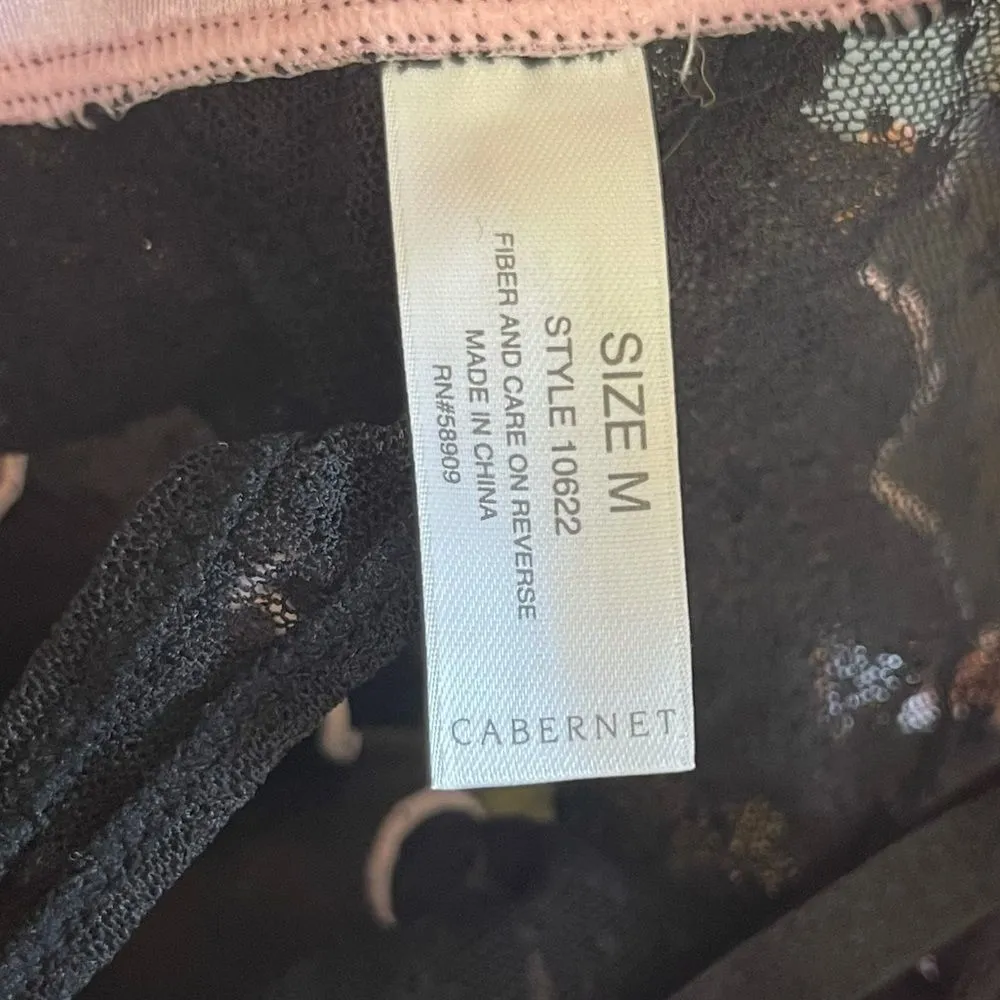 SIZE M
STYLE 10622
FIBER AND CARE ON REVERSE
MADE IN CHINA
RN#58909
CABERNET